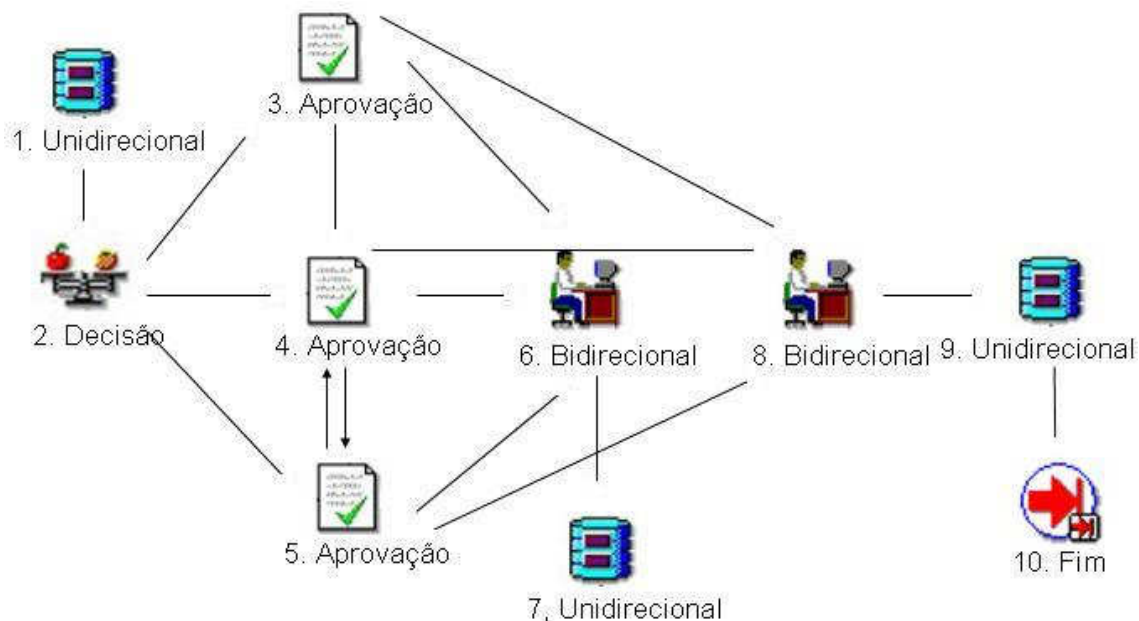 1. Unidirecional
2. Decisão
3. Aprovação
4. Aprovação
5. Aprovação
6. Bidirecional
7, Unidirecional
8. Bidirecional
9. Unidirecional
10. Fim